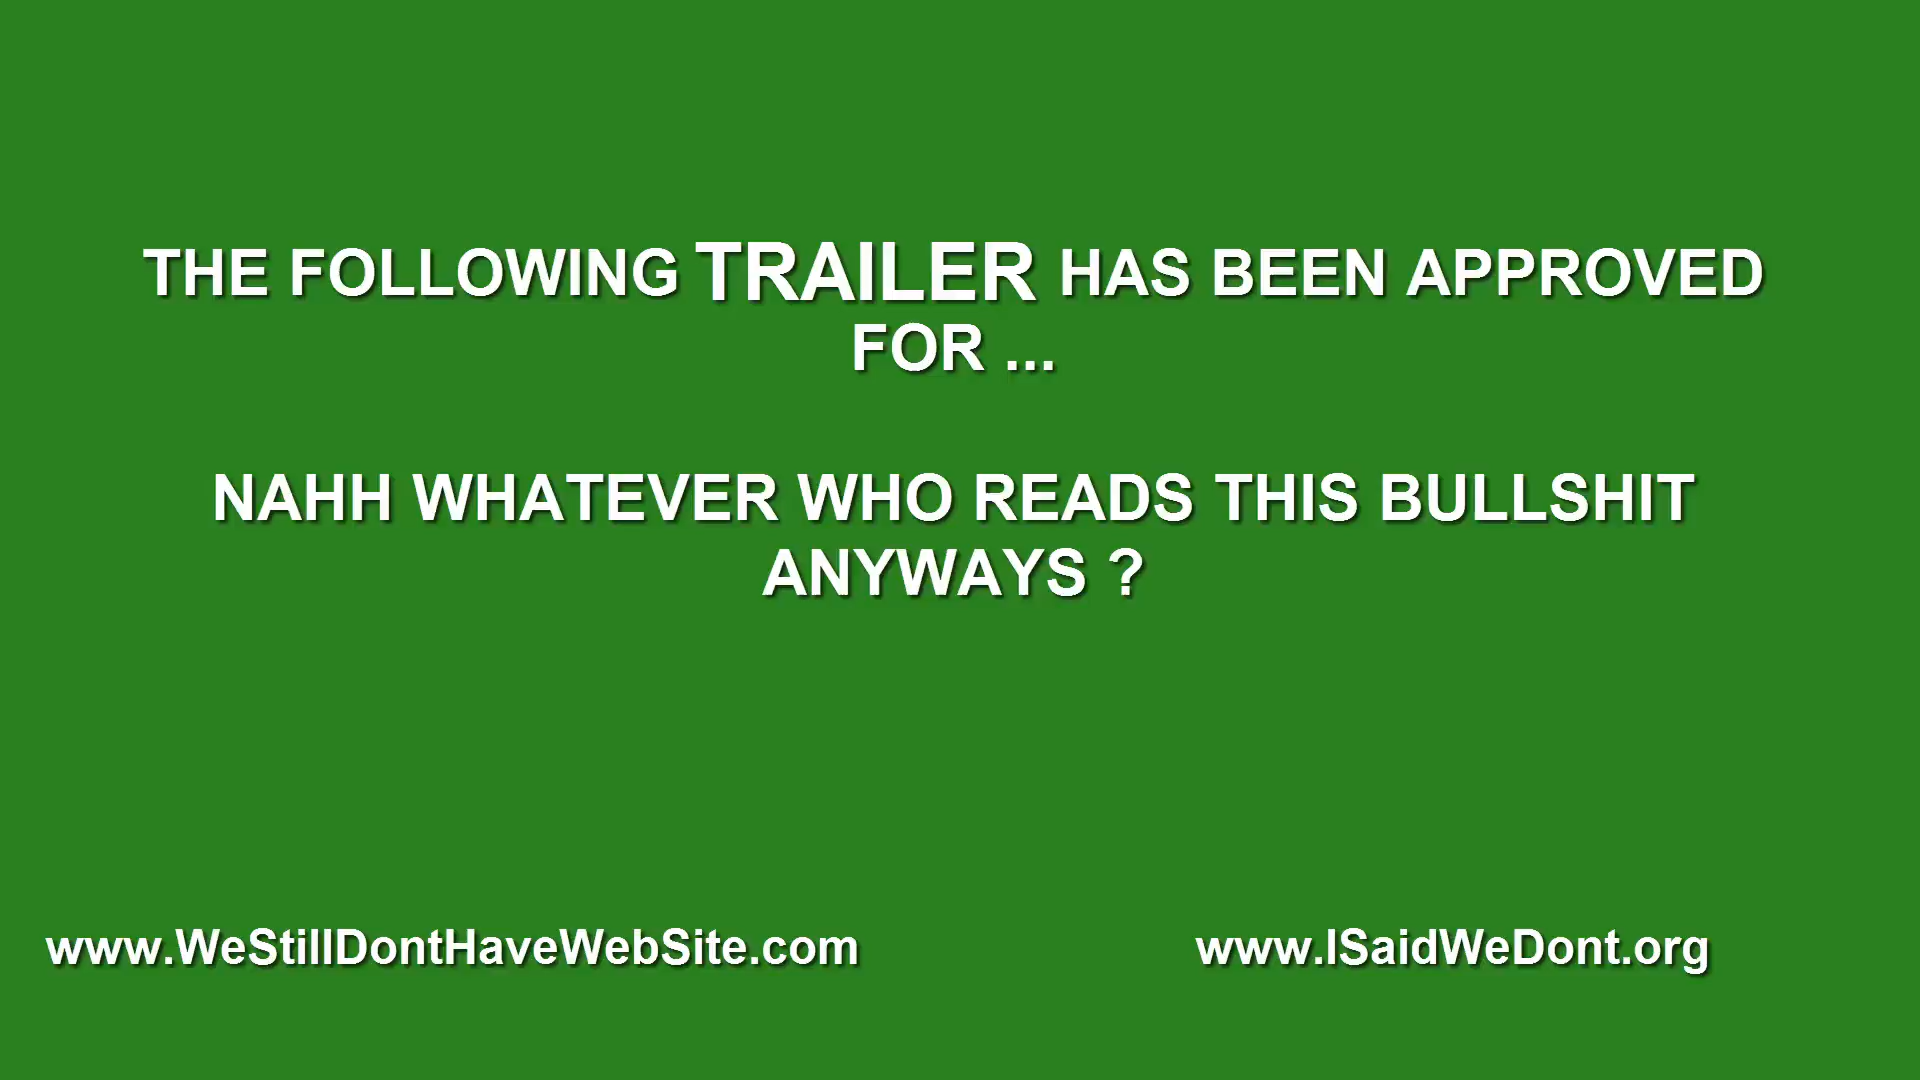 THE FOLLOWING TRAILER HAS BEEN APPROVED
FOR ...
NAHH WHATEVER WHO READS THIS BULLSHIT
ANYWAYS ?
www.WeStillDontHaveWebSite.com
www.ISaidWeDont.org